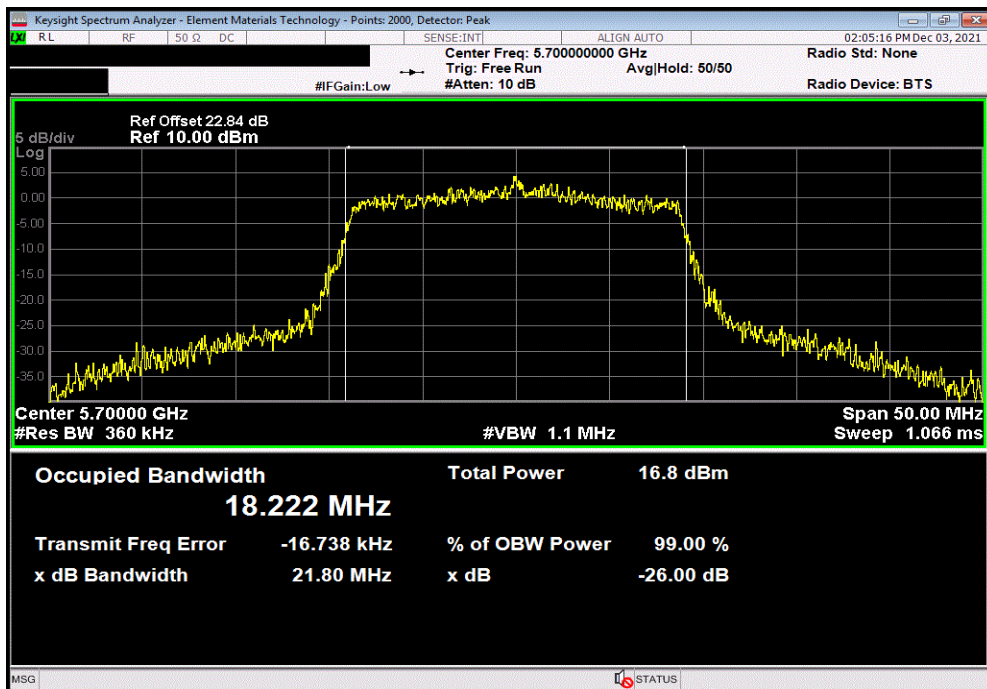 Keysight Spectrum Analyzer - Element Materials Technology - Points: 2000, Detector: Peak
LXI RL RF 50 Ω DC SENSE:INT ALIGN AUTO 02:05:16 PM Dec 03, 2021
Center Freq: 5.700000000 GHz Radio Std: None
Trig: Free Run Avg|Hold: 50/50
#IFGain:Low #Atten: 10 dB Radio Device: BTS
Ref Offset 22.84 dB
5 dB/div Ref 10.00 dBm
Log
5.00
0.00
-5.00
-10.0
-15.0
-20.0
-25.0
-30.0
-35.0
Center 5.70000 GHz Span 50.00 MHz
#Res BW 360 kHz #VBW 1.1 MHz Sweep 1.066 ms
Occupied Bandwidth Total Power 16.8 dBm
18.222 MHz
Transmit Freq Error -16.738 kHz % of OBW Power 99.00 %
x dB Bandwidth 21.80 MHz x dB -26.00 dB
MSG STATUS